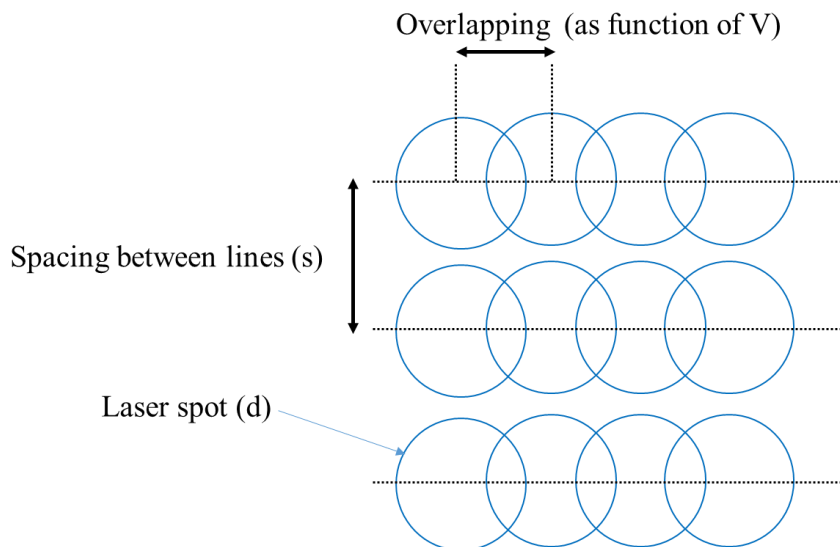 Overlapping (as function of V)
Spacing between lines (s)
Laser spot (d)